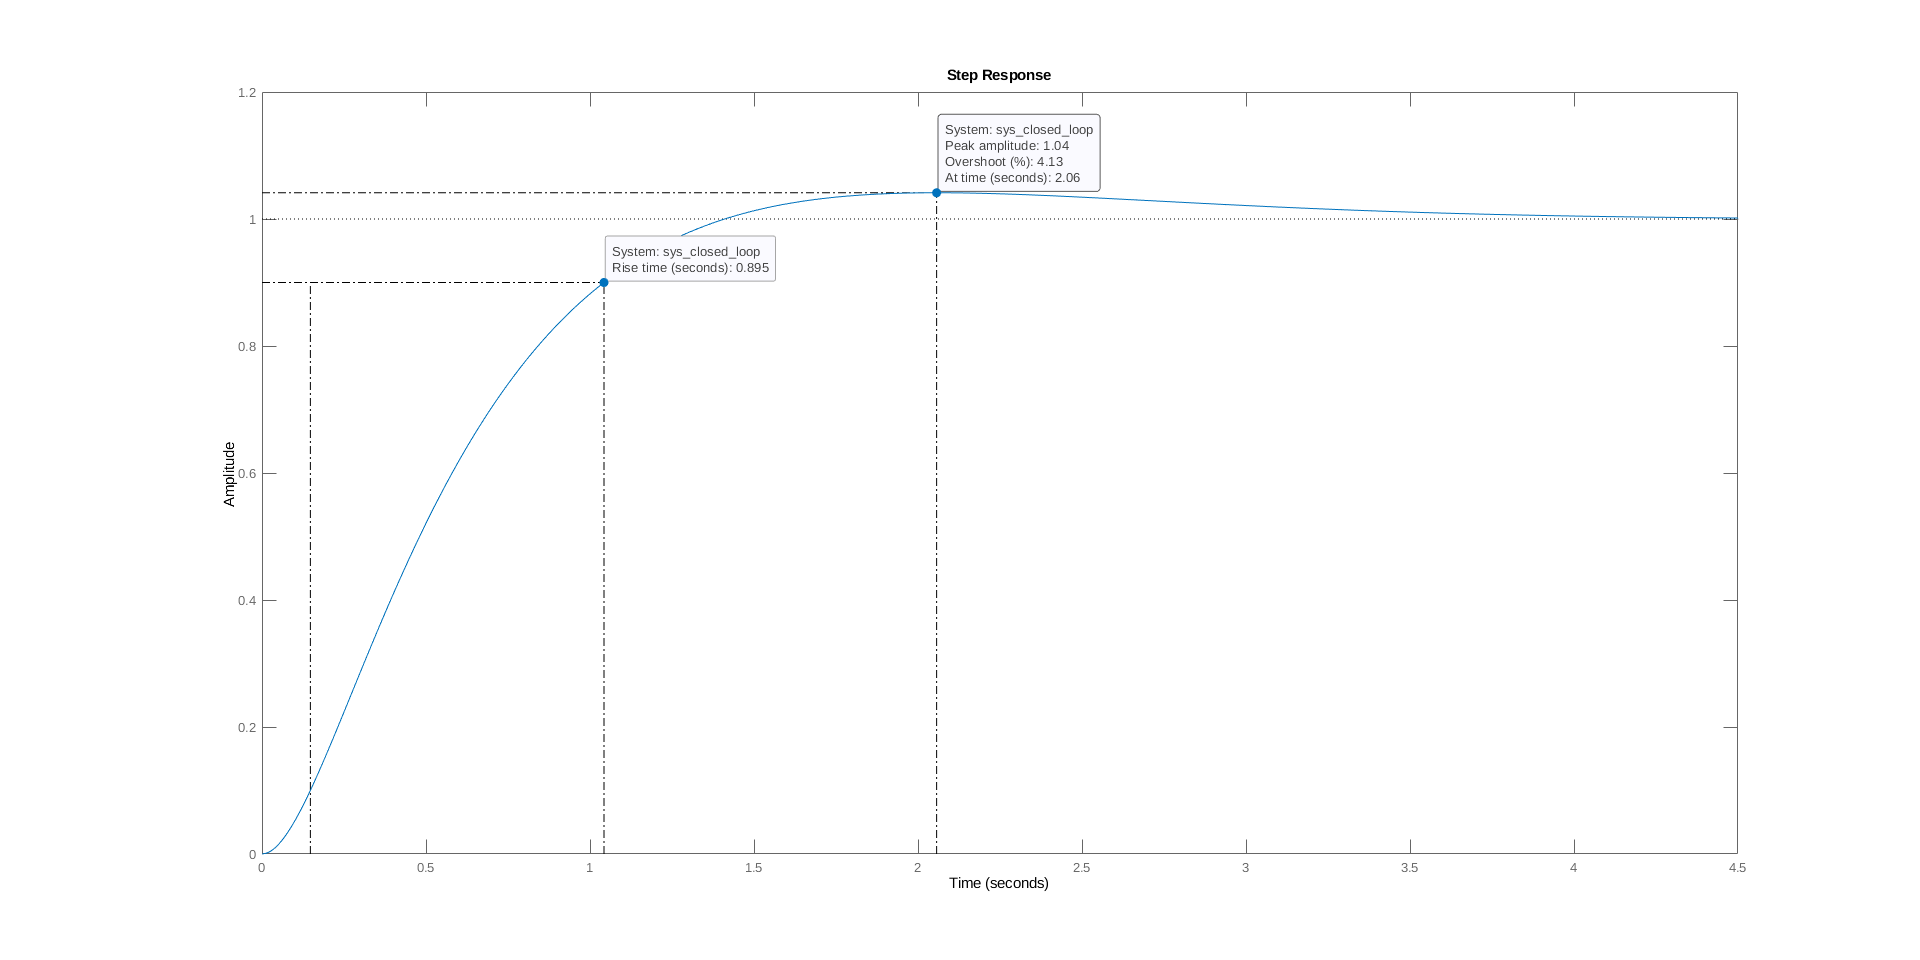 Step Response
1.2
System: sys_closed_loop
Peak amplitude: 1.04
Overshoot (%): 4.13
At time (seconds): 2.06
1
System: sys_closed_loop
Rise time (seconds): 0.895
0.8
Amplitude
0.6
0.4
0.2
0
0 0.5 1 1.5 2 2.5 3 3.5 4 4.5
Time (seconds)